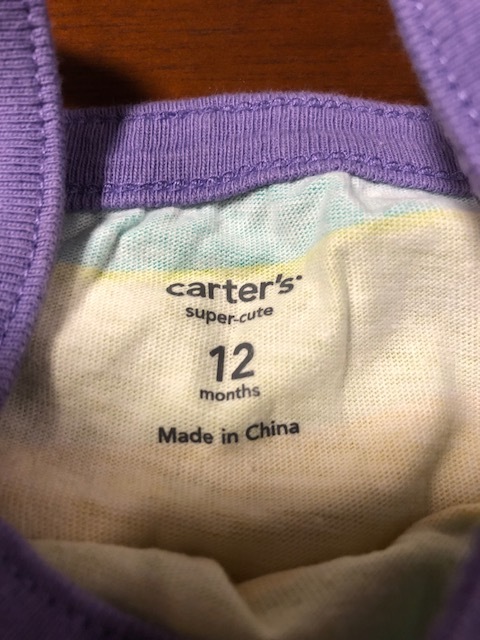 carter's
super-cute
12
months
Made in China